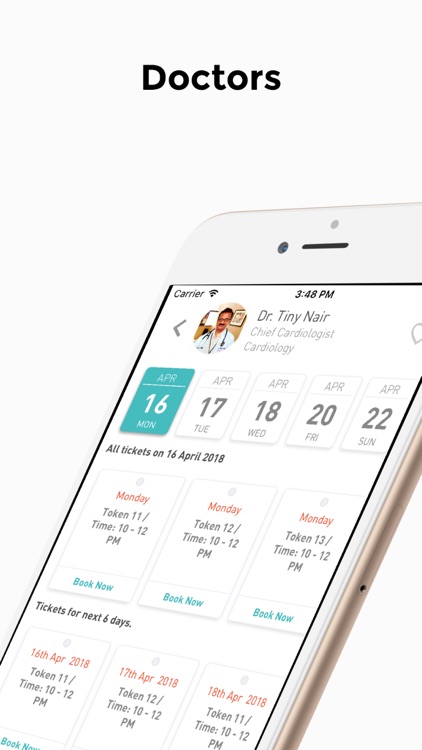 Doctors
Carrier 3:48 PM
Dr. Tiny Nair
Chief Cardiologist
Cardiology
APR APR APR APR APR
16 17 18 20 22
MON TUE WED FRI SUN
All tickets on 16 April 2018
Monday Monday Monday
Token 11 / Token 12 / Token 13 /
Time: 10 - 12 Time: 10 - 12 Time: 10 - 12
PM PM PM
Book Now Book Now Book Now
Tickets for next 6 days.
16th Apr 2018 17th Apr 2018 18th Apr 2018
Token 11 / Token 12 / Token 11 /
Time: 10 - 12 Time: 10 - 12 Time: 10 - 12
PM PM PM
Book Now